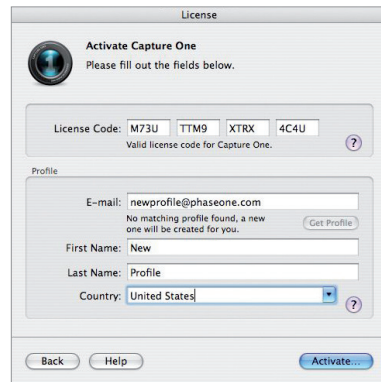 License
Activate Capture One
Please fill out the fields below.
License Code: M73U TTM9 XTRX 4C4U
Valid license code for Capture One.
?
Profile
E-mail: newprofile@phaseone.com
No matching profile found, a new
one will be created for you.
Get Profile
First Name: New
Last Name: Profile
Country: United States
?
Back Help Activate...